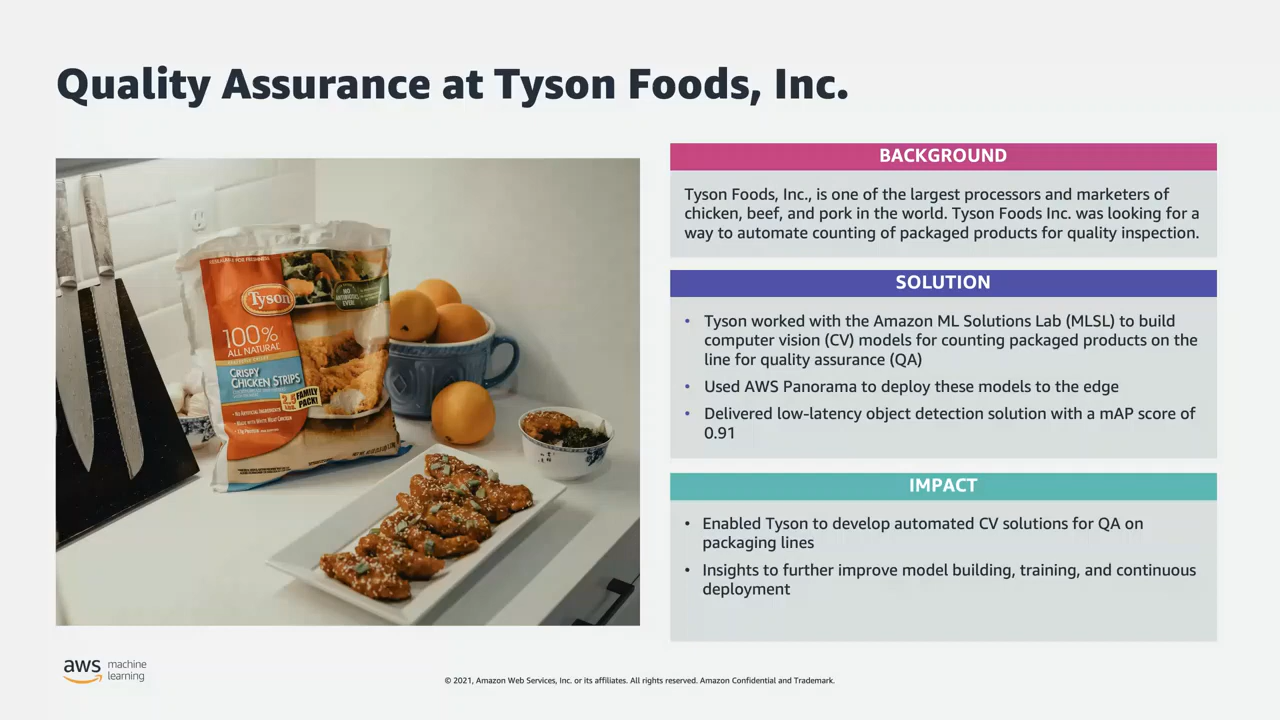 Quality Assurance at Tyson Foods, Inc.
Tyson
100%
ALL NATURAL
CRISPY
CHICKEN STRIPS
FAMILY
PACK!
NO
ANTIBIOTICS
EVER!
BACKGROUND
Tyson Foods, Inc., is one of the largest processors and marketers of
chicken, beef, and pork in the world. Tyson Foods Inc. was looking for a
way to automate counting of packaged products for quality inspection.
SOLUTION
• Tyson worked with the Amazon ML Solutions Lab (MLSL) to build
computer vision (CV) models for counting packaged products on the
line for quality assurance (QA)
• Used AWS Panorama to deploy these models to the edge
• Delivered low-latency object detection solution with a mAP score of
0.91
IMPACT
• Enabled Tyson to develop automated CV solutions for QA on
packaging lines
• Insights to further improve model building, training, and continuous
deployment
aws machine
learning
© 2021, Amazon Web Services, Inc. or its affiliates. All rights reserved. Amazon Confidential and Trademark.